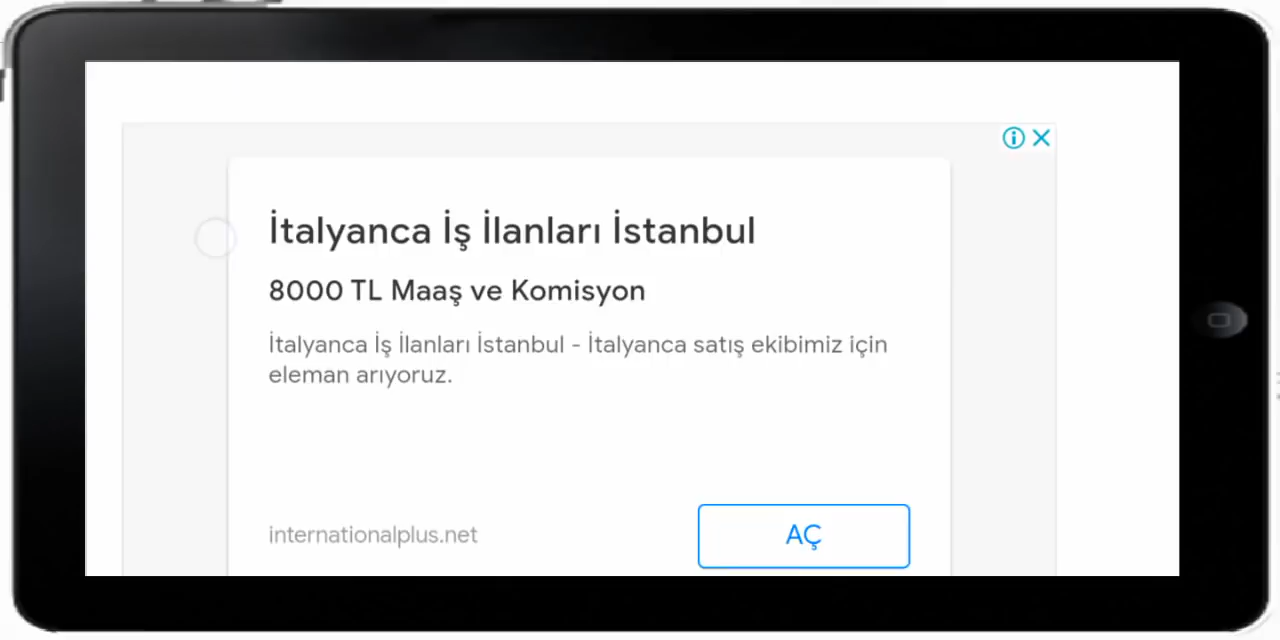 İtalyanca İş İlanları İstanbul
8000 TL Maaş ve Komisyon
İtalyanca İş İlanları İstanbul - İtalyanca satış ekibimiz için
eleman arıyoruz.
internationalplus.net
AÇ